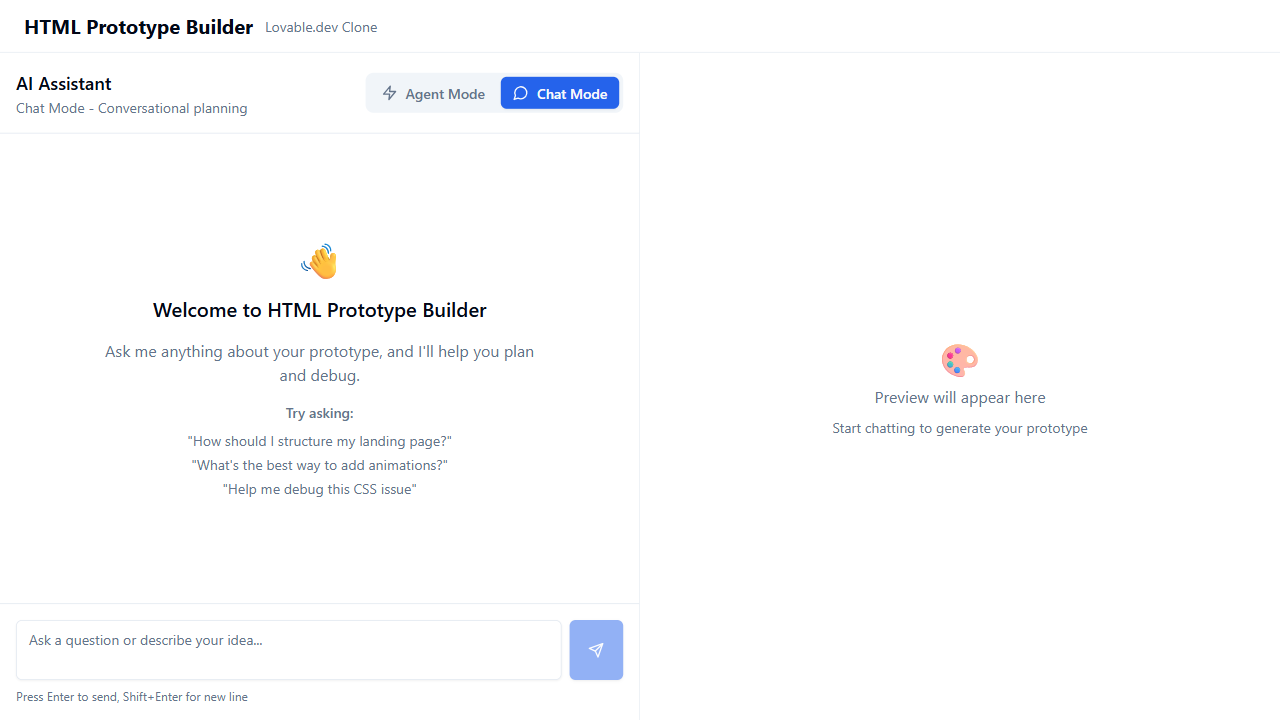 HTML Prototype Builder
Lovable.dev Clone
AI Assistant
Chat Mode - Conversational planning
Agent Mode
Chat Mode
Welcome to HTML Prototype Builder
Ask me anything about your prototype, and I'll help you plan
and debug.
Try asking:
"How should I structure my landing page?"
"What's the best way to add animations?"
"Help me debug this CSS issue"
Ask a question or describe your idea...
Press Enter to send, Shift+Enter for new line
Preview will appear here
Start chatting to generate your prototype